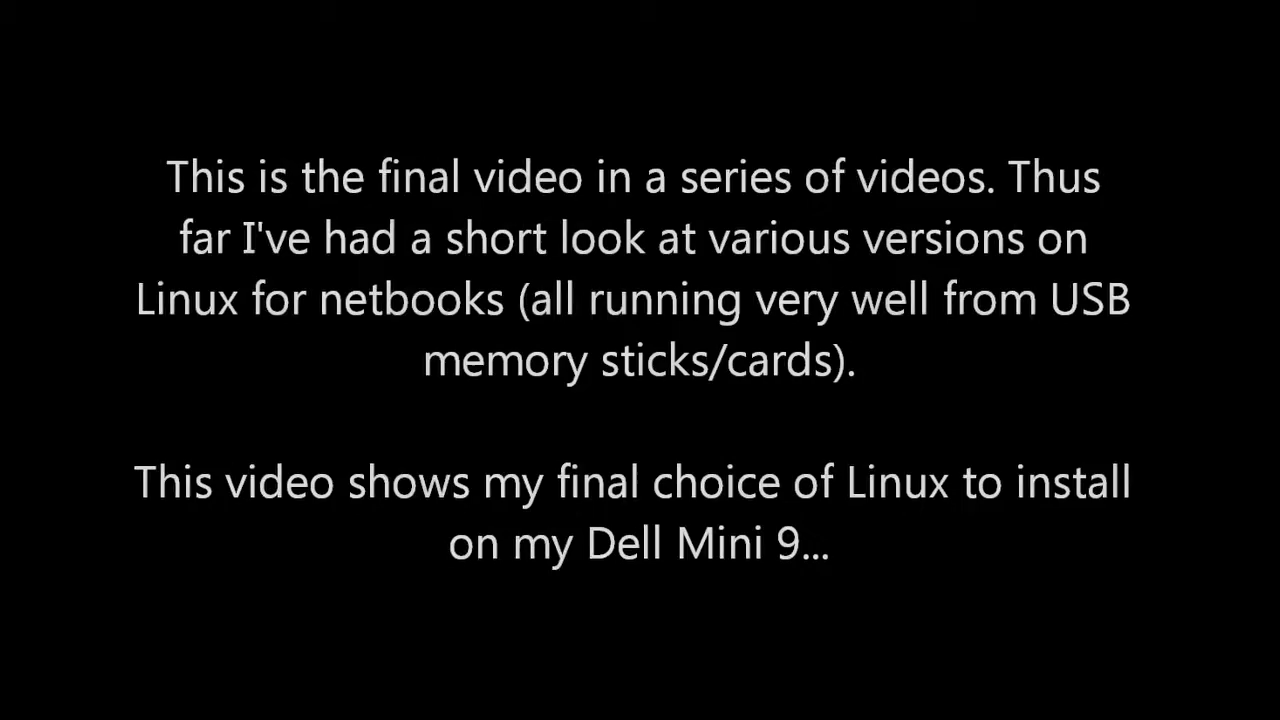 This is the final video in a series of videos. Thus
far I've had a short look at various versions on
Linux for netbooks (all running very well from USB
memory sticks/cards).
This video shows my final choice of Linux to install
on my Dell Mini 9...